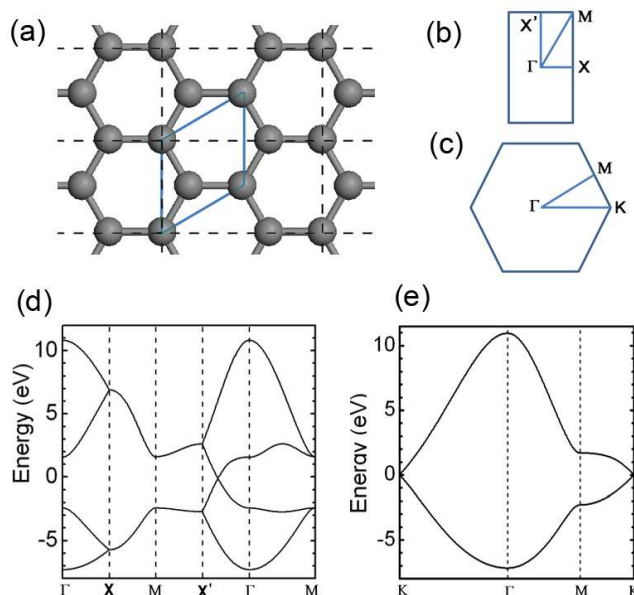 (a)
(b)
X' M
Γ X
(c)
M
Γ K
(d)
Energy (eV)
10
5
0
-5
Γ X M X' Γ M
(e)
Energy (eV)
10
5
0
-5
K Γ M K